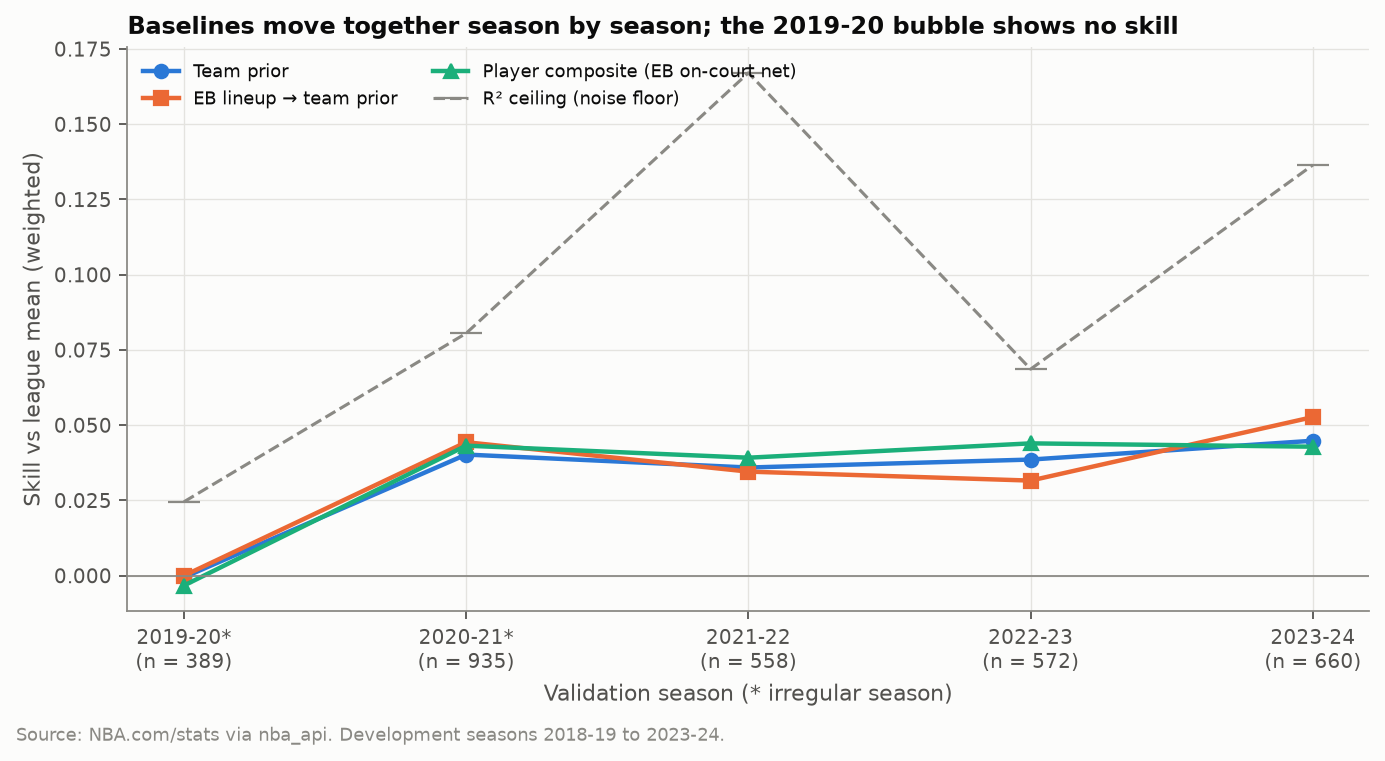 Baselines move together season by season; the 2019-20 bubble shows no skill
Team prior
EB lineup → team prior
Player composite (EB on-court net)
R² ceiling (noise floor)
Skill vs league mean (weighted)
0.175
0.150
0.125
0.100
0.075
0.050
0.025
0.000
2019-20*
(n = 389)
2020-21*
(n = 935)
2021-22
(n = 558)
2022-23
(n = 572)
2023-24
(n = 660)
Validation season (* irregular season)
Source: NBA.com/stats via nba_api. Development seasons 2018-19 to 2023-24.